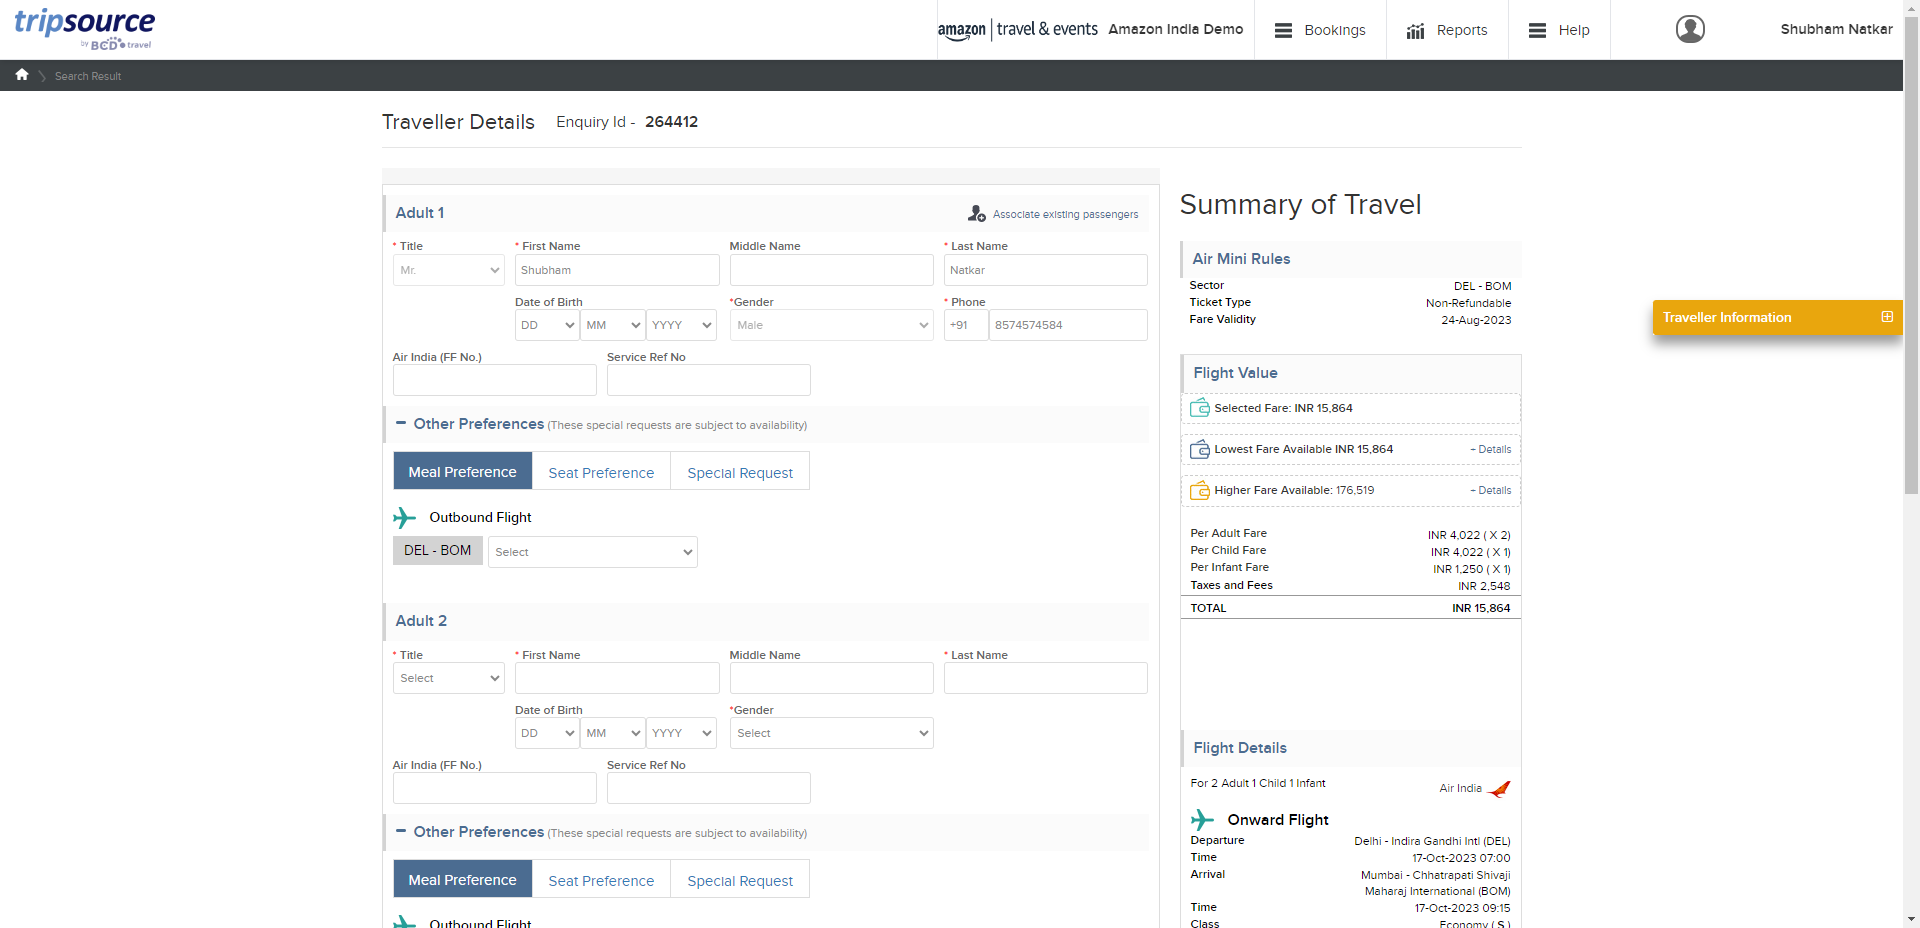 tripsource
by BCD travel
amazon | travel & events Amazon India Demo
Bookings
Reports
Help
Shubham Natkar
Search Result
Traveller Details Enquiry Id - 264412
Adult 1
Associate existing passengers
* Title * First Name Middle Name * Last Name
Mr. Shubham Natkar
Date of Birth *Gender * Phone
DD MM YYYY Male +91 8574574584
Air India (FF No.) Service Ref No
− Other Preferences (These special requests are subject to availability)
Meal Preference Seat Preference Special Request
Outbound Flight
DEL - BOM Select
Adult 2
* Title * First Name Middle Name * Last Name
Select
Date of Birth *Gender
DD MM YYYY Select
Air India (FF No.) Service Ref No
− Other Preferences (These special requests are subject to availability)
Meal Preference Seat Preference Special Request
Outbound Flight
Summary of Travel
Air Mini Rules
Sector DEL - BOM
Ticket Type Non-Refundable
Fare Validity 24-Aug-2023
Flight Value
Selected Fare: INR 15,864
Lowest Fare Available INR 15,864 + Details
Higher Fare Available: 176,519 + Details
Per Adult Fare INR 4,022 ( X 2)
Per Child Fare INR 4,022 ( X 1)
Per Infant Fare INR 1,250 ( X 1)
Taxes and Fees INR 2,548
TOTAL INR 15,864
Flight Details
For 2 Adult 1 Child 1 Infant Air India
Onward Flight
Departure Delhi - Indira Gandhi Intl (DEL)
Time 17-Oct-2023 07:00
Arrival Mumbai - Chhatrapati Shivaji
Maharaj International (BOM)
Time 17-Oct-2023 09:15
Class Economy ( S )
Traveller Information